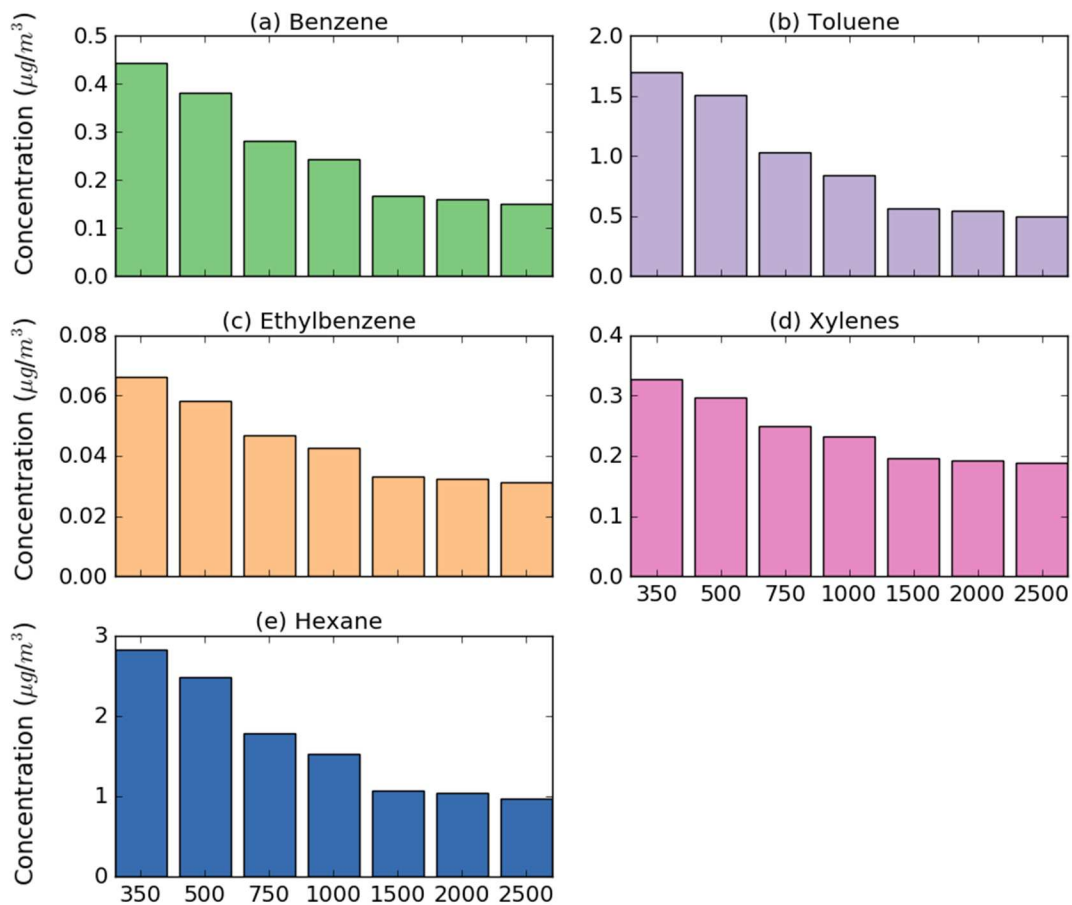 (a) Benzene
Concentration (μg/m³)
0.5
0.4
0.3
0.2
0.1
0.0
(b) Toluene
2.0
1.5
1.0
0.5
0.0
(c) Ethylbenzene
Concentration (μg/m³)
0.08
0.06
0.04
0.02
0.00
(d) Xylenes
0.4
0.3
0.2
0.1
0.0
350 500 750 1000 1500 2000 2500
(e) Hexane
Concentration (μg/m³)
3
2
1
0
350 500 750 1000 1500 2000 2500